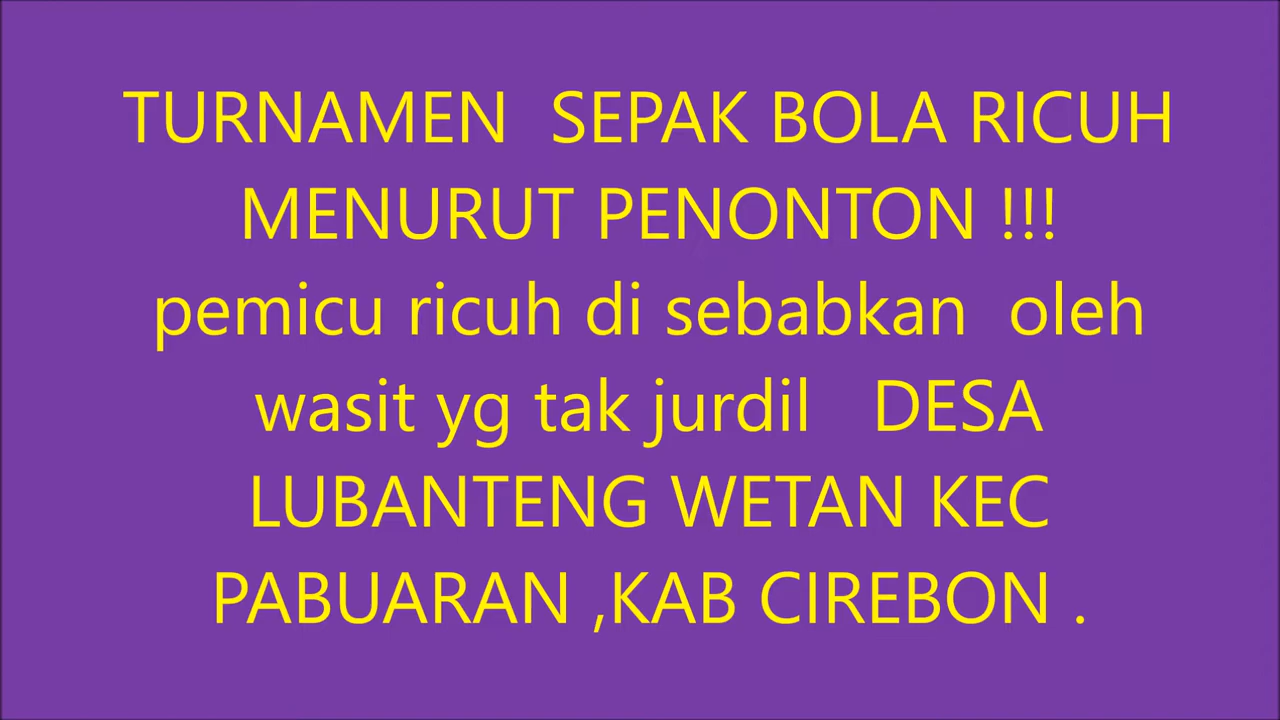 TURNAMEN  SEPAK BOLA RICUH
MENURUT PENONTON !!!
pemicu ricuh di sebabkan  oleh
wasit yg tak jurdil   DESA
LUBANTENG WETAN KEC
PABUARAN ,KAB CIREBON .